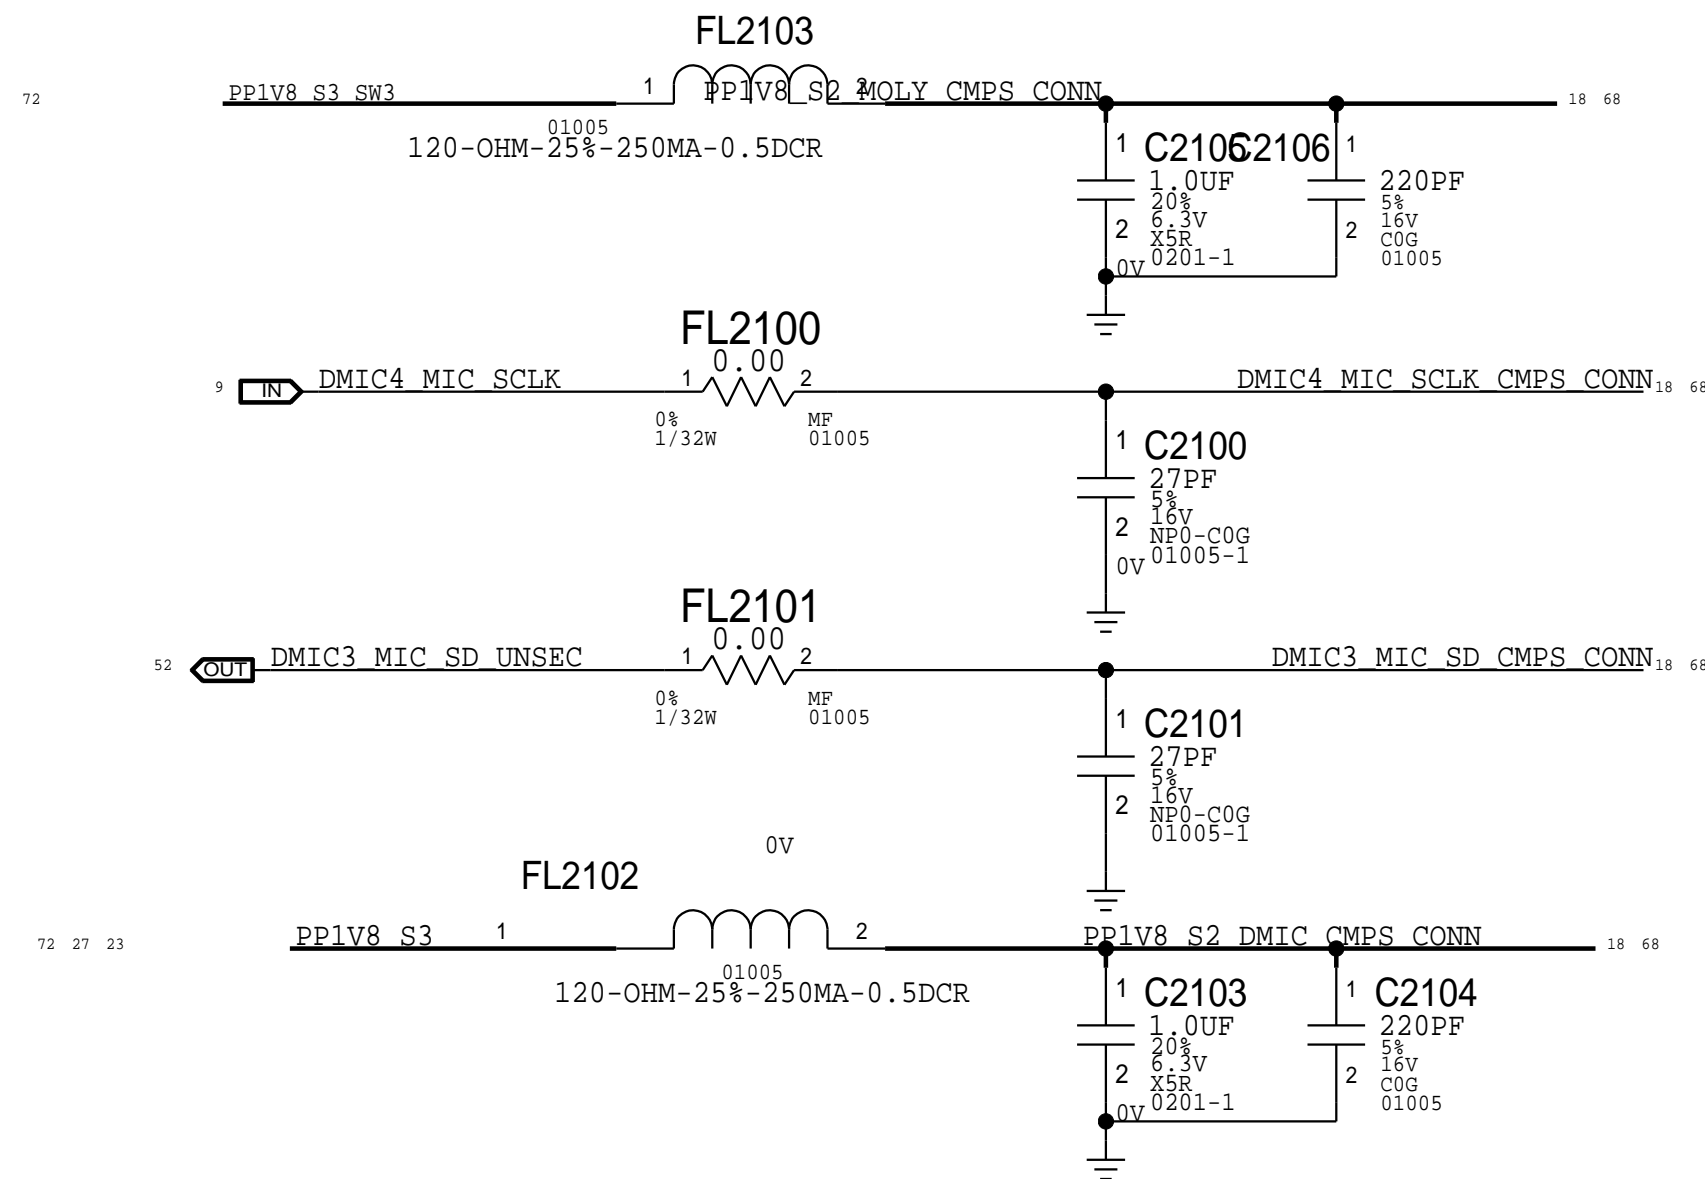 FL2103
72
PP1V8_S3_SW3
1
PP1V8_S2_MOLY_CMPS_CONN
2
18 68
01005
120-OHM-25%-250MA-0.5DCR
1
C2105
C2106
1
1.0UF
20%
6.3V
X5R
0201-1
2
0V
220PF
5%
16V
C0G
01005
2
FL2100
0.00
9
IN
DMIC4_MIC_SCLK
1
2
DMIC4_MIC_SCLK_CMPS_CONN
18 68
0%
1/32W
MF
01005
1
C2100
27PF
5%
16V
NP0-C0G
01005-1
2
0V
FL2101
0.00
52
OUT
DMIC3_MIC_SD_UNSEC
1
2
DMIC3_MIC_SD_CMPS_CONN
18 68
0%
1/32W
MF
01005
1
C2101
27PF
5%
16V
NP0-C0G
01005-1
2
0V
FL2102
72 27 23
PP1V8_S3
1
2
PP1V8_S2_DMIC_CMPS_CONN
18 68
01005
120-OHM-25%-250MA-0.5DCR
1
C2103
1.0UF
20%
6.3V
X5R
0201-1
2
0V
1
C2104
220PF
5%
16V
C0G
01005
2